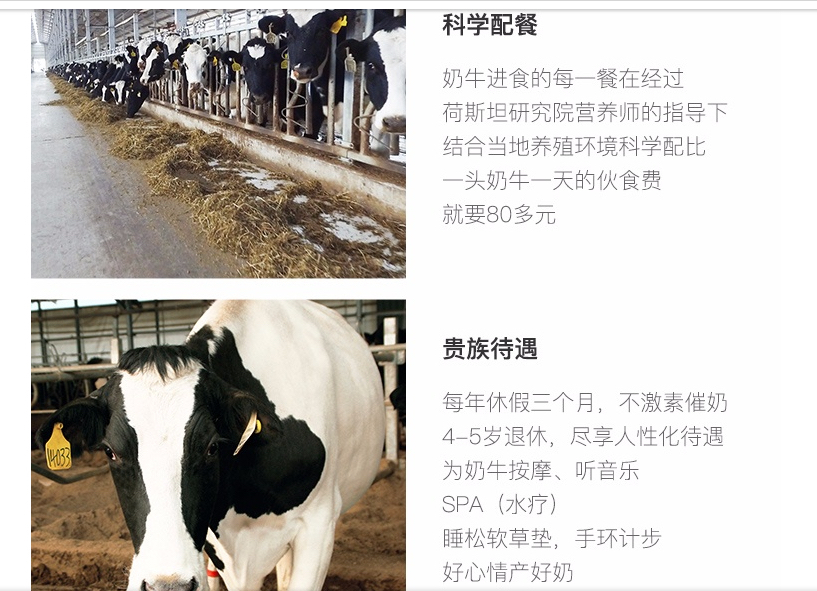 科学配餐
奶牛进食的每一餐在经过
荷斯坦研究院营养师的指导下
结合当地养殖环境科学配比
一头奶牛一天的伙食费
就要80多元
贵族待遇
每年休假三个月，不激素催奶
4-5岁退休，尽享人性化待遇
为奶牛按摩、听音乐
SPA（水疗）
睡松软草垫，手环计步
好心情产好奶
14033